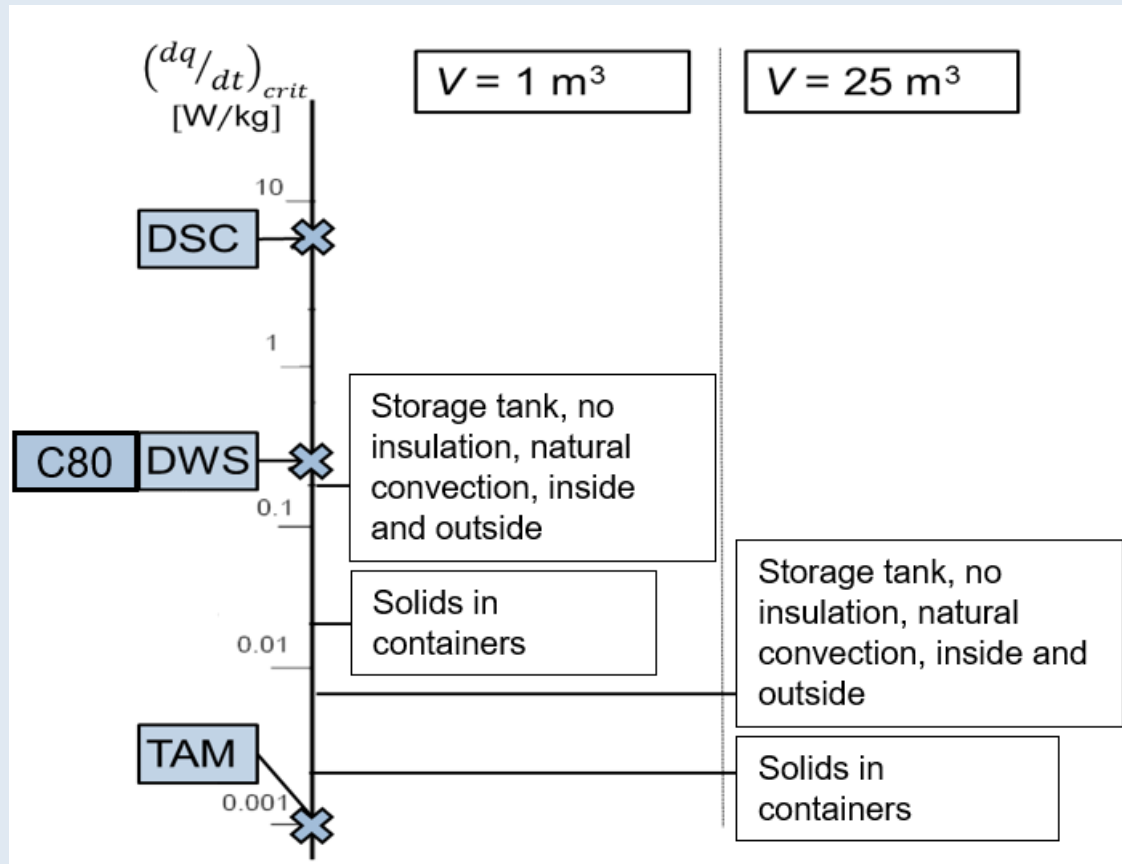 (dq/dt)crit
[W/kg]
V = 1 m³
V = 25 m³
10
DSC
1
Storage tank, no
insulation, natural
convection, inside
and outside
C80
DWS
0.1
Storage tank, no
insulation, natural
convection, inside and
outside
Solids in
containers
0.01
TAM
Solids in
containers
0.001